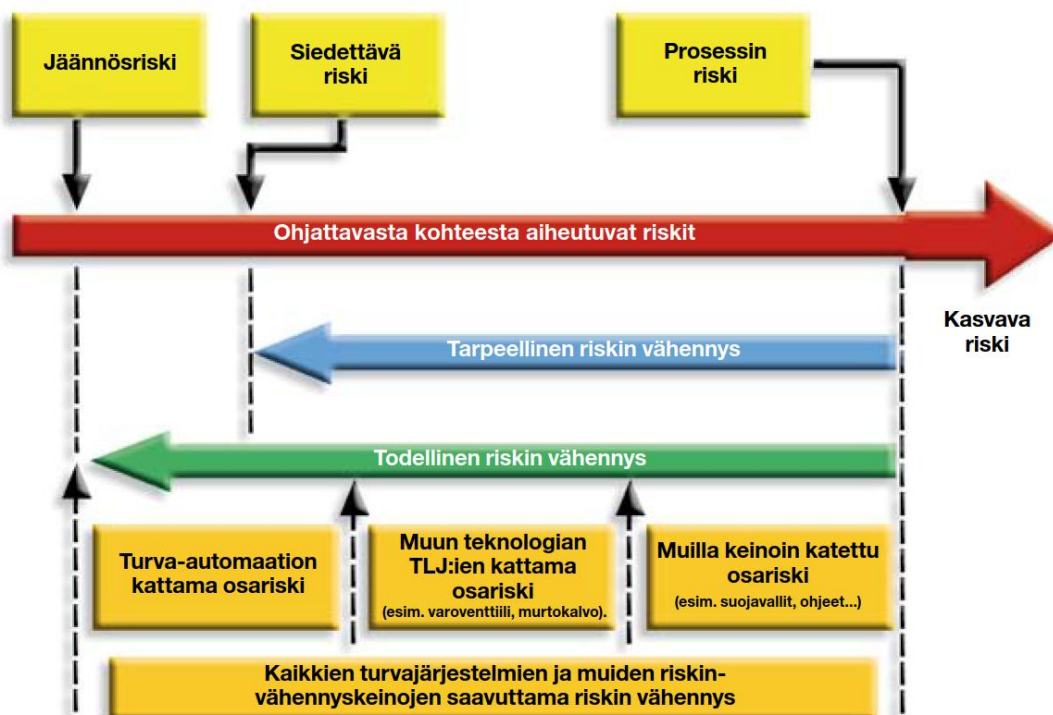 Jäännösriski
Siedettävä
riski
Prosessin
riski
Ohjattavasta kohteesta aiheutuvat riskit
Kasvava
riski
Tarpeellinen riskin vähennys
Todellinen riskin vähennys
Turva-automaation
kattama osariski
Muun teknologian
TLJ:ien kattama
osariski
(esim. varoventtiili, murtokalvo).
Muilla keinoin katettu
osariski
(esim. suojavallit, ohjeet...)
Kaikkien turvajärjestelmien ja muiden riskin-
vähennyskeinojen saavuttama riskin vähennys